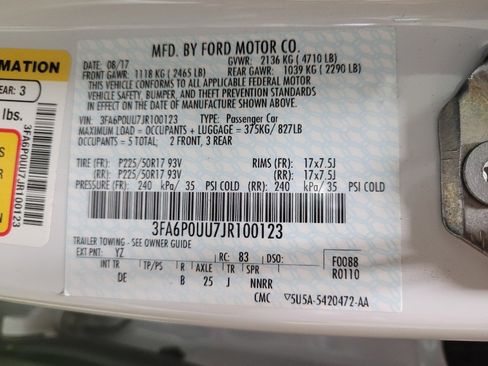 MFD. BY FORD MOTOR CO.
DATE: 08/17 GVWR: 2136 KG ( 4710 LB)
FRONT GAWR: 1118 KG ( 2465 LB) REAR GAWR: 1039 KG ( 2290 LB)
THIS VEHICLE CONFORMS TO ALL APPLICABLE FEDERAL MOTOR
VEHICLE SAFETY, BUMPER, AND THEFT PREVENTION STANDARDS IN
EFFECT ON THE DATE OF MANUFACTURE SHOWN ABOVE.
VIN: 3FA6P0UU7JR100123 TYPE: Passenger Car
MAXIMUM LOAD = OCCUPANTS + LUGGAGE = 375KG/ 827LB
OCCUPANTS = 5 TOTAL: 2 FRONT, 3 REAR
TIRE (FR): P225/50R17 93V RIMS (FR): 17x7.5J
(RR): P225/50R17 93V (RR): 17x7.5J
PRESSURE (FR): 240 kPa/ 35 PSI COLD (RR): 240 kPa/ 35 PSI COLD
3FA6P0UU7JR100123
TRAILER TOWING - SEE OWNER GUIDE
EXT PNT: YZ RC: 83 DSO: F0088
INT TR TP/PS R AXLE TR SPR R0110
DE B 25 J NNRR
CMC 5U5A-5420472-AA
MATION
EAR: 3
lbs.
3FA6P0UU7JR100123